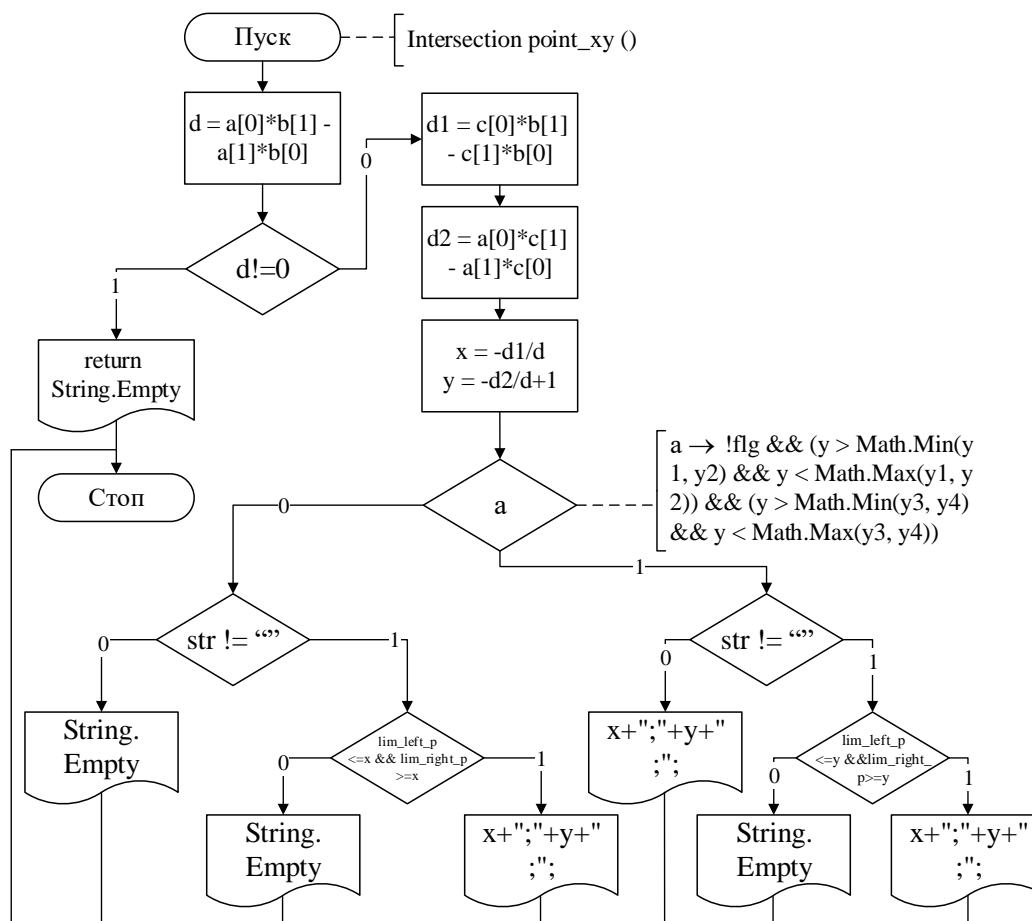 Пуск
Intersection point_xy ()
d = a[0]*b[1] -
a[1]*b[0]
0
d1 = c[0]*b[1]
- c[1]*b[0]
d!=0
1
d2 = a[0]*c[1]
- a[1]*c[0]
return
String.Empty
x = -d1/d
y = -d2/d+1
Стоп
a
a → !flg && (y > Math.Min(y
1, y2) && y < Math.Max(y1, y
2)) && (y > Math.Min(y3, y4)
&& y < Math.Max(y3, y4))
0
1
str != “”
0
1
str != “”
0
1
String.
Empty
lim_left_p
<=x && lim_right_p
>=x
0
1
x+";"+y+"
;";
lim_left_p
<=y &&lim_right_
p>=y
0
1
String.
Empty
x+";"+y+"
;";
String.
Empty
x+";"+y+"
;";